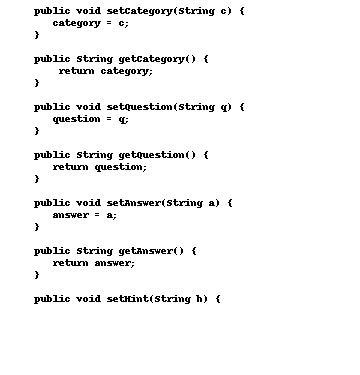 public void setCategory(String c) {
category = c;
}
public String getCategory() {
return category;
}
public void setQuestion(String q) {
question = q;
}
public String getQuestion() {
return question;
}
public void setAnswer(String a) {
answer = a;
}
public String getAnswer() {
return answer;
}
public void setHint(String h) {